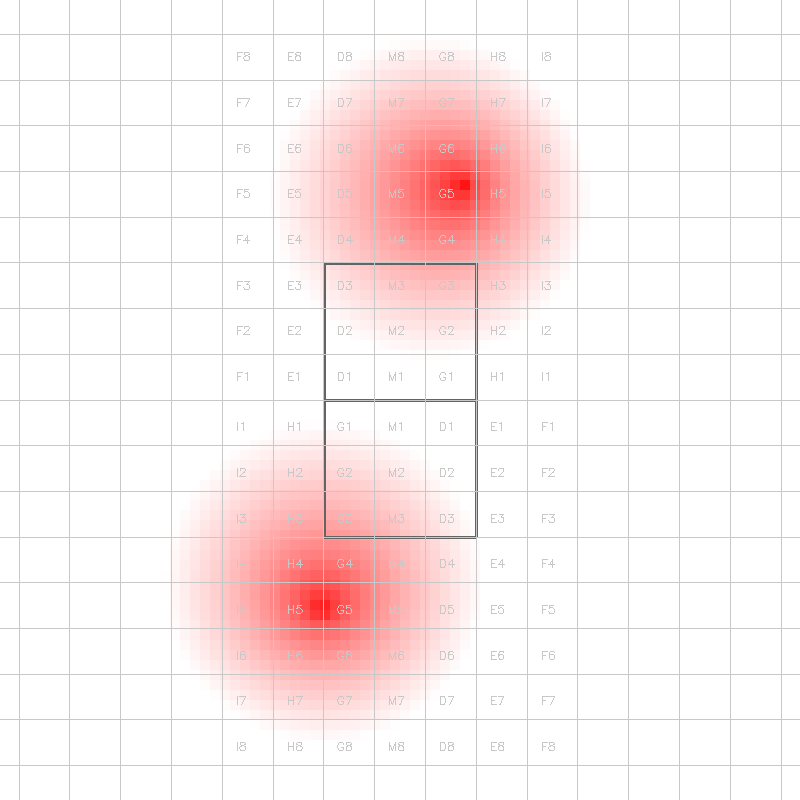 F8 E8 D8 M8 G8 H8 I8
F7 E7 D7 M7 G7 H7 I7
F6 E6 D6 M6 G6 H6 I6
F5 E5 D5 M5 G5 H5 I5
F4 E4 D4 M4 G4 I4
F3 E3 D3 M3 G3 H3 I3
F2 E2 D2 M2 G2 H2 I2
F1 E1 D1 M1 G1 H1 I1
I1 H1 G1 M1 D1 E1 F1
I2 H2 G2 M2 D2 E2 F2
I3 H3 G3 M3 D3 E3 F3
H4 G4 M4 D4 E4 F4
H5 G5 M5 D5 E5 F5
I6 H6 G6 M6 D6 E6 F6
I7 H7 G7 M7 D7 E7 F7
I8 H8 G8 M8 D8 E8 F8